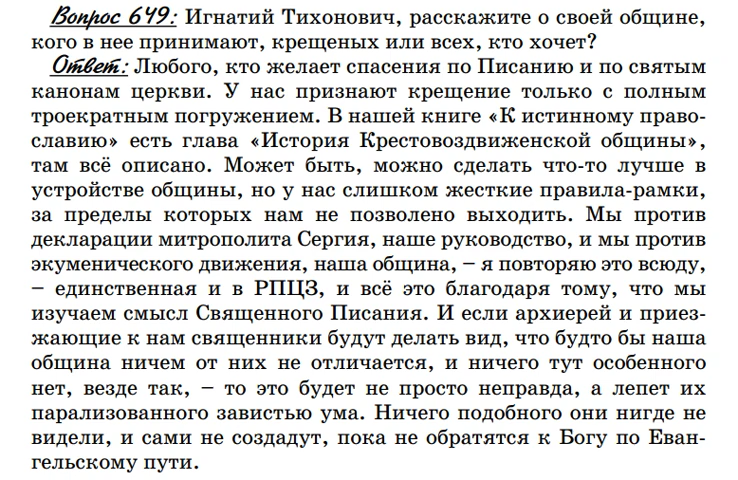 Вопрос 649: Игнатий Тихонович, расскажите о своей общине,
кого в нее принимают, крещеных или всех, кто хочет?
Ответ: Любого, кто желает спасения по Писанию и по святым
канонам церкви. У нас признают крещение только с полным
троекратным погружением. В нашей книге «К истинному право-
славию» есть глава «История Крестовоздвиженской общины»,
там всё описано. Может быть, можно сделать что-то лучше в
устройстве общины, но у нас слишком жесткие правила-рамки,
за пределы которых нам не позволено выходить. Мы против
декларации митрополита Сергия, наше руководство, и мы против
экуменического движения, наша община, – я повторяю это всюду,
– единственная и в РПЦЗ, и всё это благодаря тому, что мы
изучаем смысл Священного Писания. И если архиерей и приез-
жающие к нам священники будут делать вид, что будто бы наша
община ничем от них не отличается, и ничего тут особенного
нет, везде так, – то это будет не просто неправда, а лепет их
парализованного завистью ума. Ничего подобного они нигде не
видели, и сами не создадут, пока не обратятся к Богу по Еван-
гельскому пути.